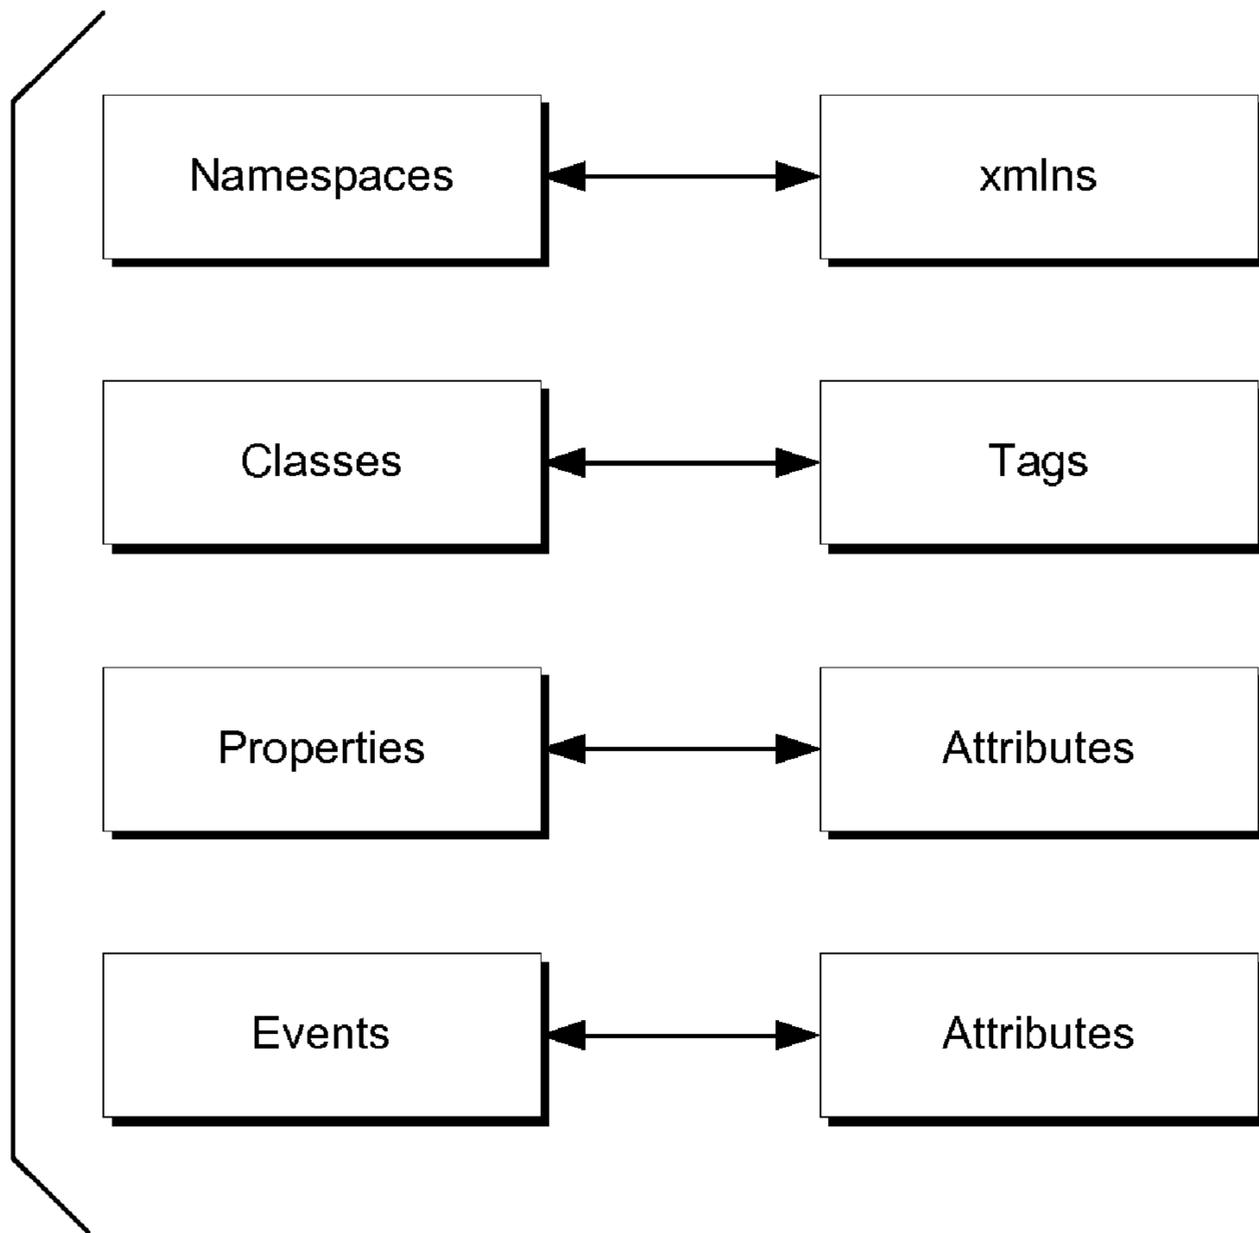 Namespaces
xmlns
Classes
Tags
Properties
Attributes
Events
Attributes